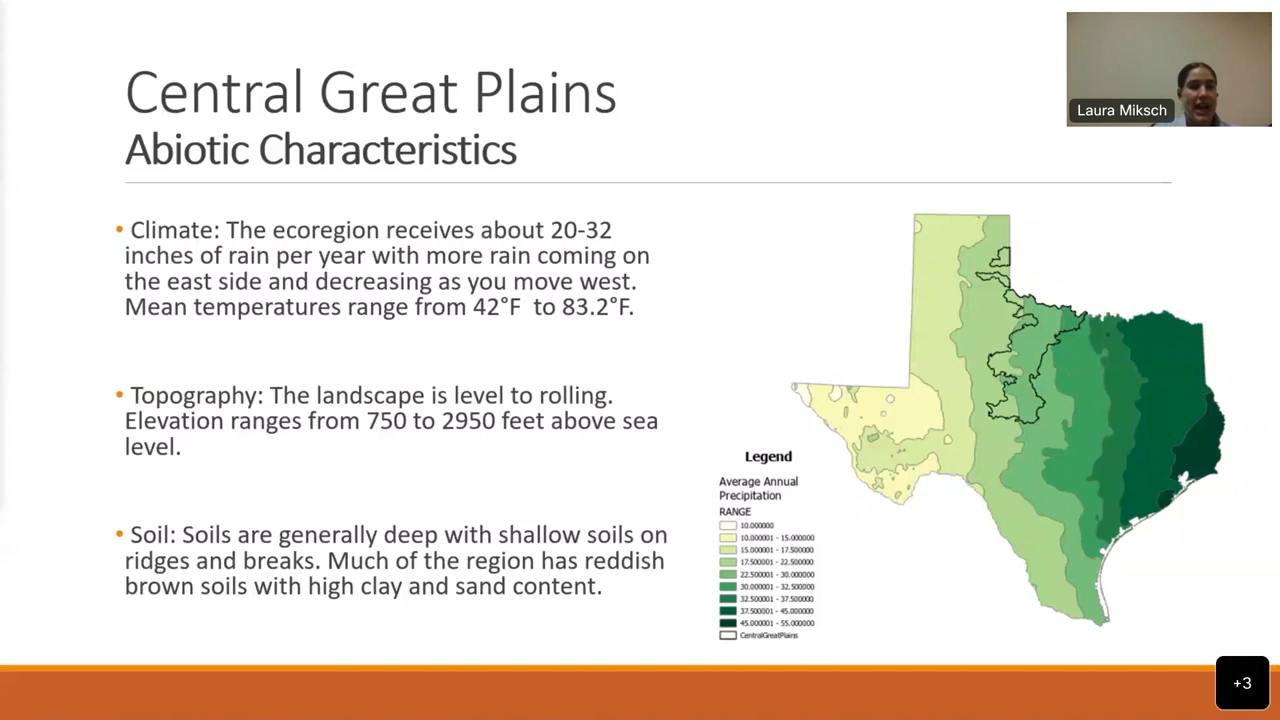 Central Great Plains
Abiotic Characteristics
Laura Miksch
• Climate: The ecoregion receives about 20-32
inches of rain per year with more rain coming on
the east side and decreasing as you move west.
Mean temperatures range from 42°F to 83.2°F.
• Topography: The landscape is level to rolling.
Elevation ranges from 750 to 2950 feet above sea
level.
• Soil: Soils are generally deep with shallow soils on
ridges and breaks. Much of the region has reddish
brown soils with high clay and sand content.
Legend
Average Annual
Precipitation
RANGE
10.000000
10.000001 - 15.000000
15.000001 - 17.500000
17.500001 - 22.500000
22.500001 - 30.000000
30.000001 - 32.500000
32.500001 - 37.500000
37.500001 - 45.000000
45.000001 - 55.000000
CentralGreatPlains
+3